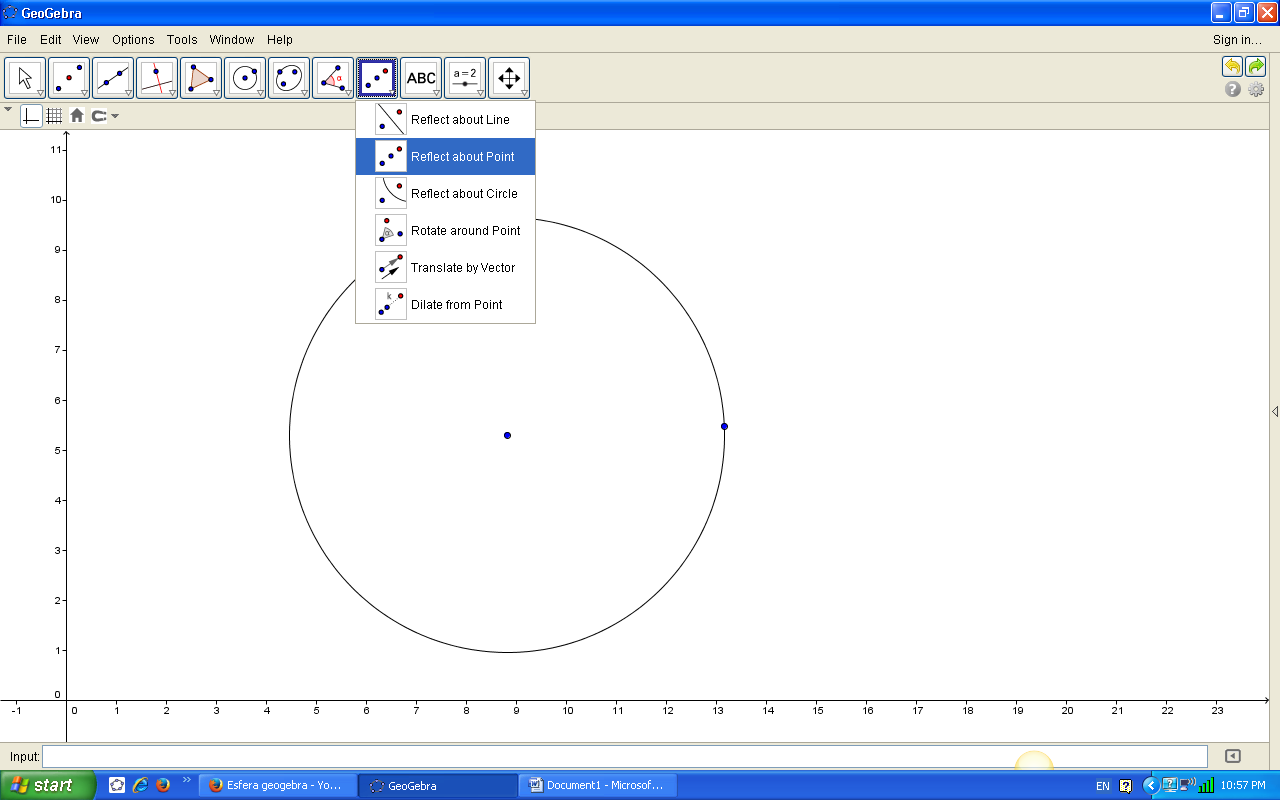 GeoGebra
File Edit View Options Tools Window Help Sign in...
ABC a=2
Reflect about Line
Reflect about Point
Reflect about Circle
Rotate around Point
Translate by Vector
k Dilate from Point
11
10
9
8
7
6
5
4
3
2
1
0
-1 0 1 2 3 4 5 6 7 8 9 10 11 12 13 14 15 16 17 18 19 20 21 22 23
Input:
start Esfera geogebra - Yo... GeoGebra Document1 - Microsof... EN 10:57 PM